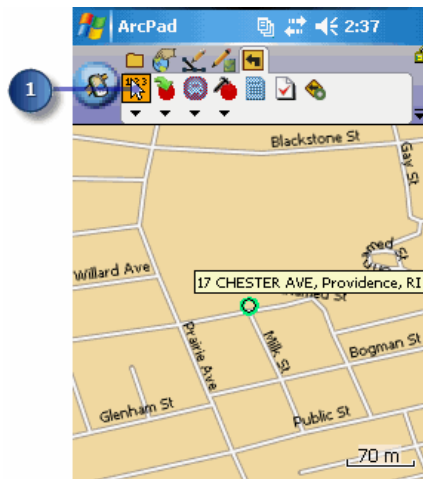 ArcPad 2:37
1
123
Blackstone St
Gay St
Willard Ave
17 CHESTER AVE, Providence, RI
Prairie Ave
Milk St
Bogman St
Glenham St
Public St
70 m